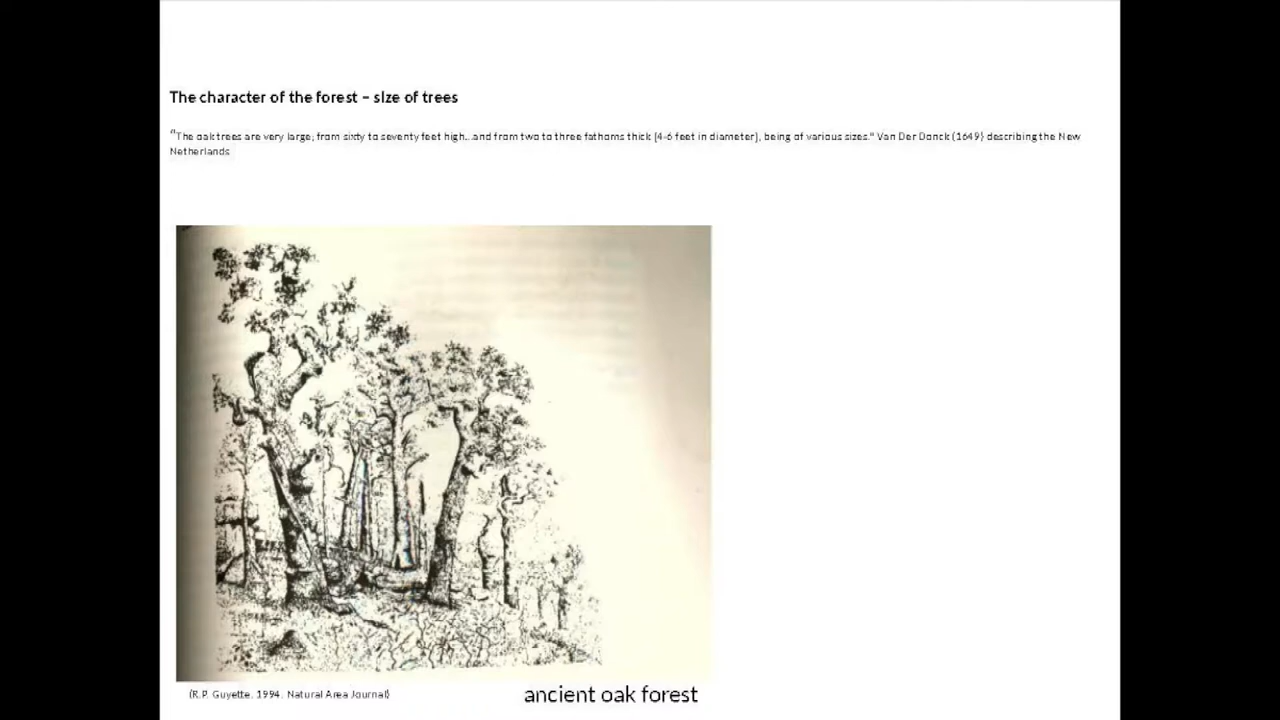 The character of the forest – size of trees
"The oak trees are very large; from sixty to seventy feet high...and from two to three fathoms thick [4-6 feet in diameter], being of various sizes." Van Der Donck (1649) describing the New
Netherlands
(R.P. Guyette. 1994. Natural Area Journal)
ancient oak forest